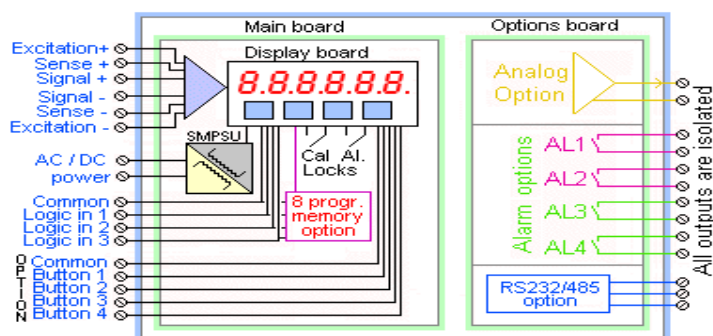 Main board
Options board
Excitation+
Sense +
Signal +
Signal -
Sense -
Excitation -
AC / DC
power
Common
Logic in 1
Logic in 2
Logic in 3
OPTION
Common
Button 1
Button 2
Button 3
Button 4
Display board
8.8.8.8.8.8.
SMPSU
Cal Al.
Locks
8 progr.
memory
option
Analog
Option
Alarm options
AL1
AL2
AL3
AL4
RS232/485
option
All outputs are isolated